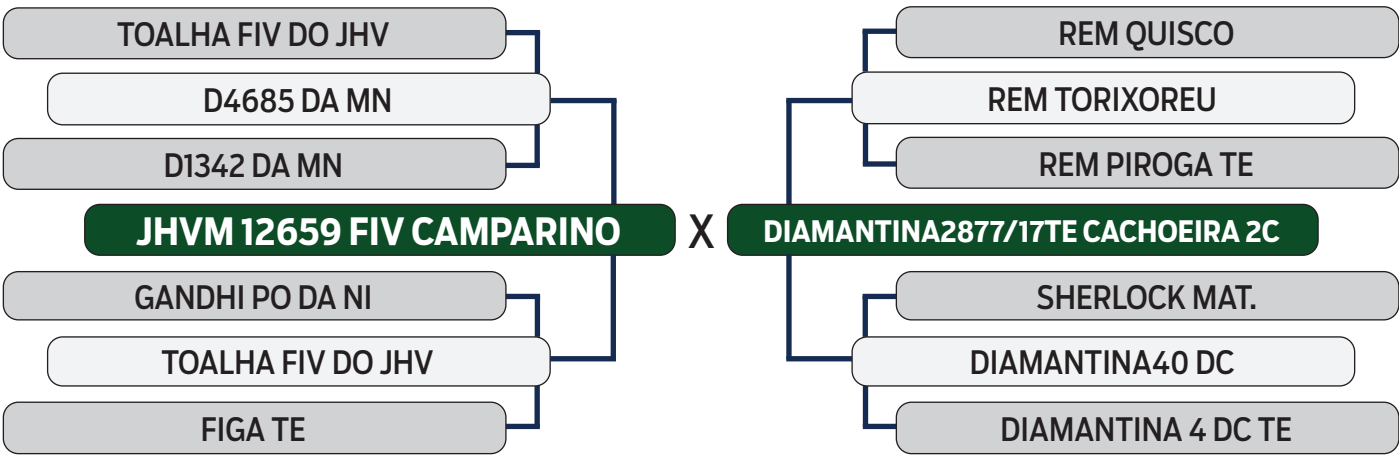 TOALHA FIV DO JHV
D4685 DA MN
D1342 DA MN
JHVM 12659 FIV CAMPARINO
GANDHI PO DA NI
TOALHA FIV DO JHV
FIGA TE
X
REM QUISCO
REM TORIXOREU
REM PIROGA TE
DIAMANTINA2877/17TE CACHOEIRA 2C
SHERLOCK MAT.
DIAMANTINA40 DC
DIAMANTINA 4 DC TE